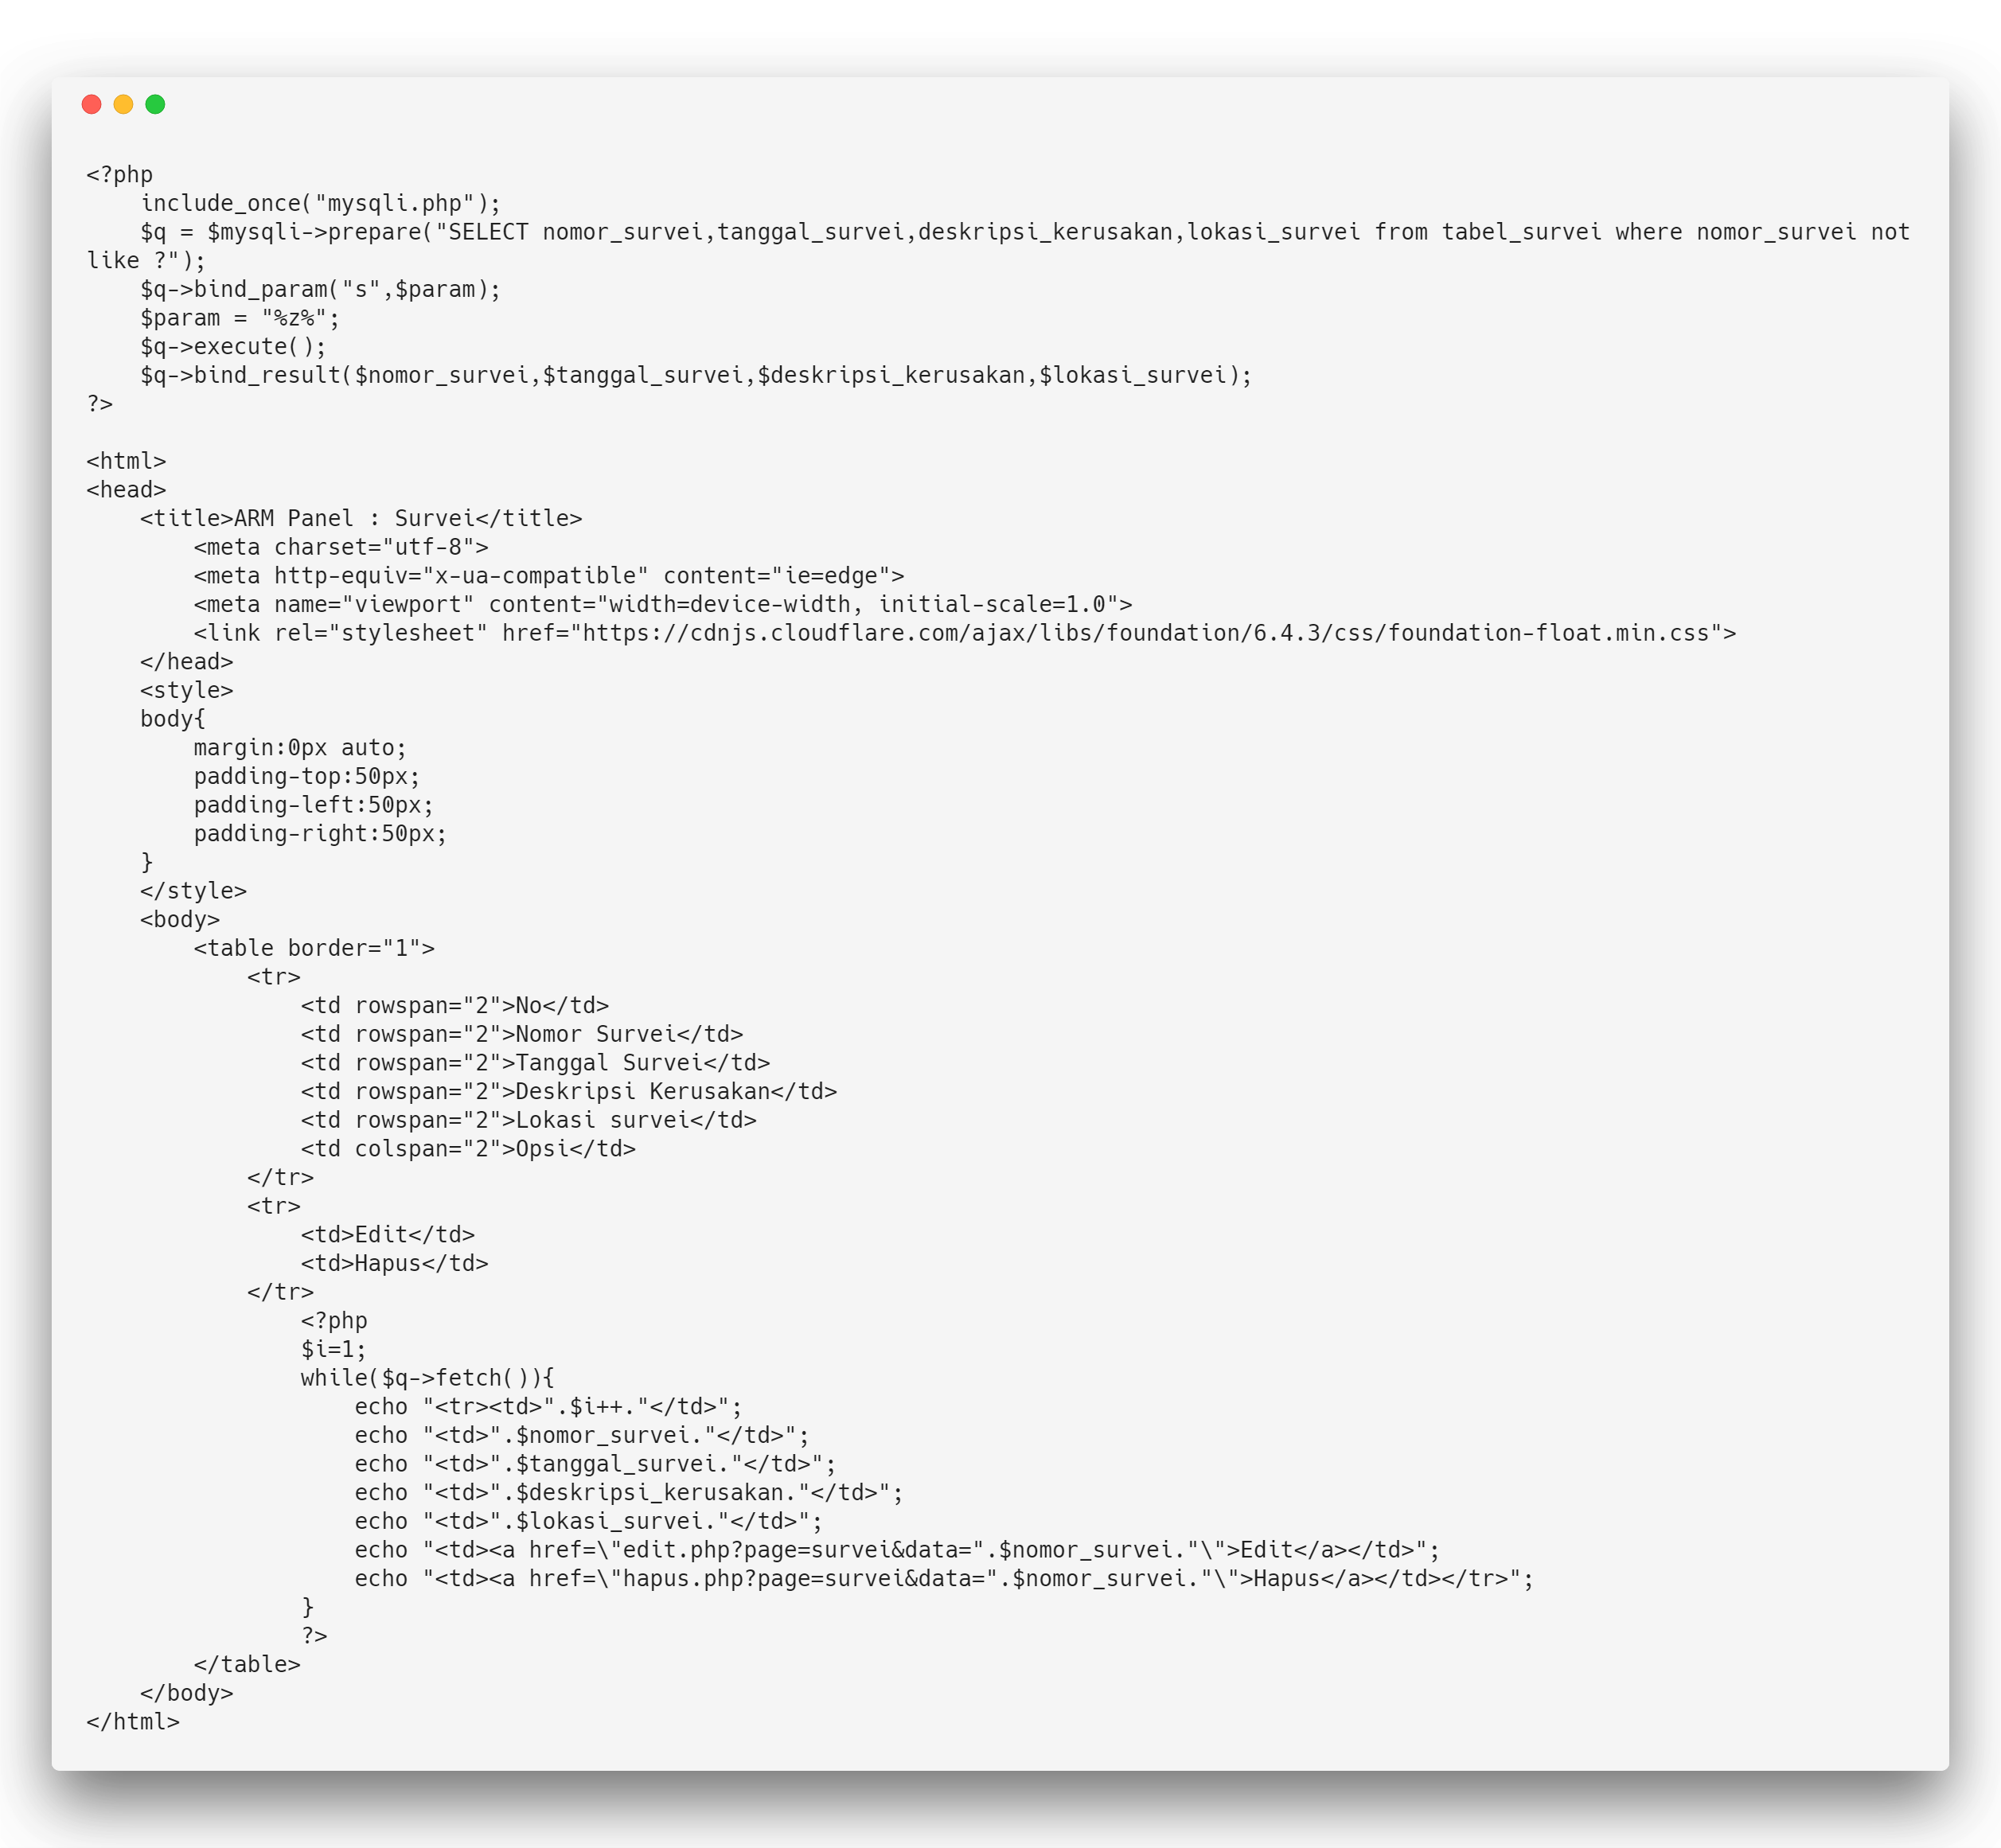 <?php
    include_once("mysqli.php");
    $q = $mysqli->prepare("SELECT nomor_survei,tanggal_survei,deskripsi_kerusakan,lokasi_survei from tabel_survei where nomor_survei not
like ?");
    $q->bind_param("s",$param);
    $param = "%z%";
    $q->execute();
    $q->bind_result($nomor_survei,$tanggal_survei,$deskripsi_kerusakan,$lokasi_survei);
?>

<html>
<head>
    <title>ARM Panel : Survei</title>
        <meta charset="utf-8">
        <meta http-equiv="x-ua-compatible" content="ie=edge">
        <meta name="viewport" content="width=device-width, initial-scale=1.0">
        <link rel="stylesheet" href="https://cdnjs.cloudflare.com/ajax/libs/foundation/6.4.3/css/foundation-float.min.css">
    </head>
    <style>
    body{
        margin:0px auto;
        padding-top:50px;
        padding-left:50px;
        padding-right:50px;
    }
    </style>
    <body>
        <table border="1">
            <tr>
                <td rowspan="2">No</td>
                <td rowspan="2">Nomor Survei</td>
                <td rowspan="2">Tanggal Survei</td>
                <td rowspan="2">Deskripsi Kerusakan</td>
                <td rowspan="2">Lokasi survei</td>
                <td colspan="2">Opsi</td>
            </tr>
            <tr>
                <td>Edit</td>
                <td>Hapus</td>
            </tr>
                <?php
                $i=1;
                while($q->fetch()){
                    echo "<tr><td>".$i++."</td>";
                    echo "<td>".$nomor_survei."</td>";
                    echo "<td>".$tanggal_survei."</td>";
                    echo "<td>".$deskripsi_kerusakan."</td>";
                    echo "<td>".$lokasi_survei."</td>";
                    echo "<td><a href=\"edit.php?page=survei&data=".$nomor_survei."\">Edit</a></td>";
                    echo "<td><a href=\"hapus.php?page=survei&data=".$nomor_survei."\">Hapus</a></td></tr>";
                }
                ?>
        </table>
    </body>
</html>